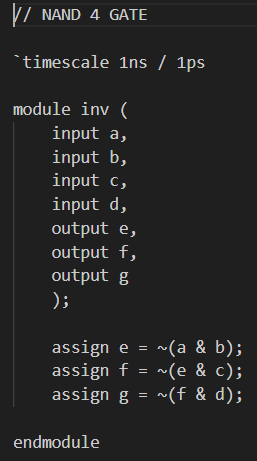 // NAND 4 GATE
`timescale 1ns / 1ps
module inv (
input a,
input b,
input c,
input d,
output e,
output f,
output g
);
assign e = ~(a & b);
assign f = ~(e & c);
assign g = ~(f & d);
endmodule